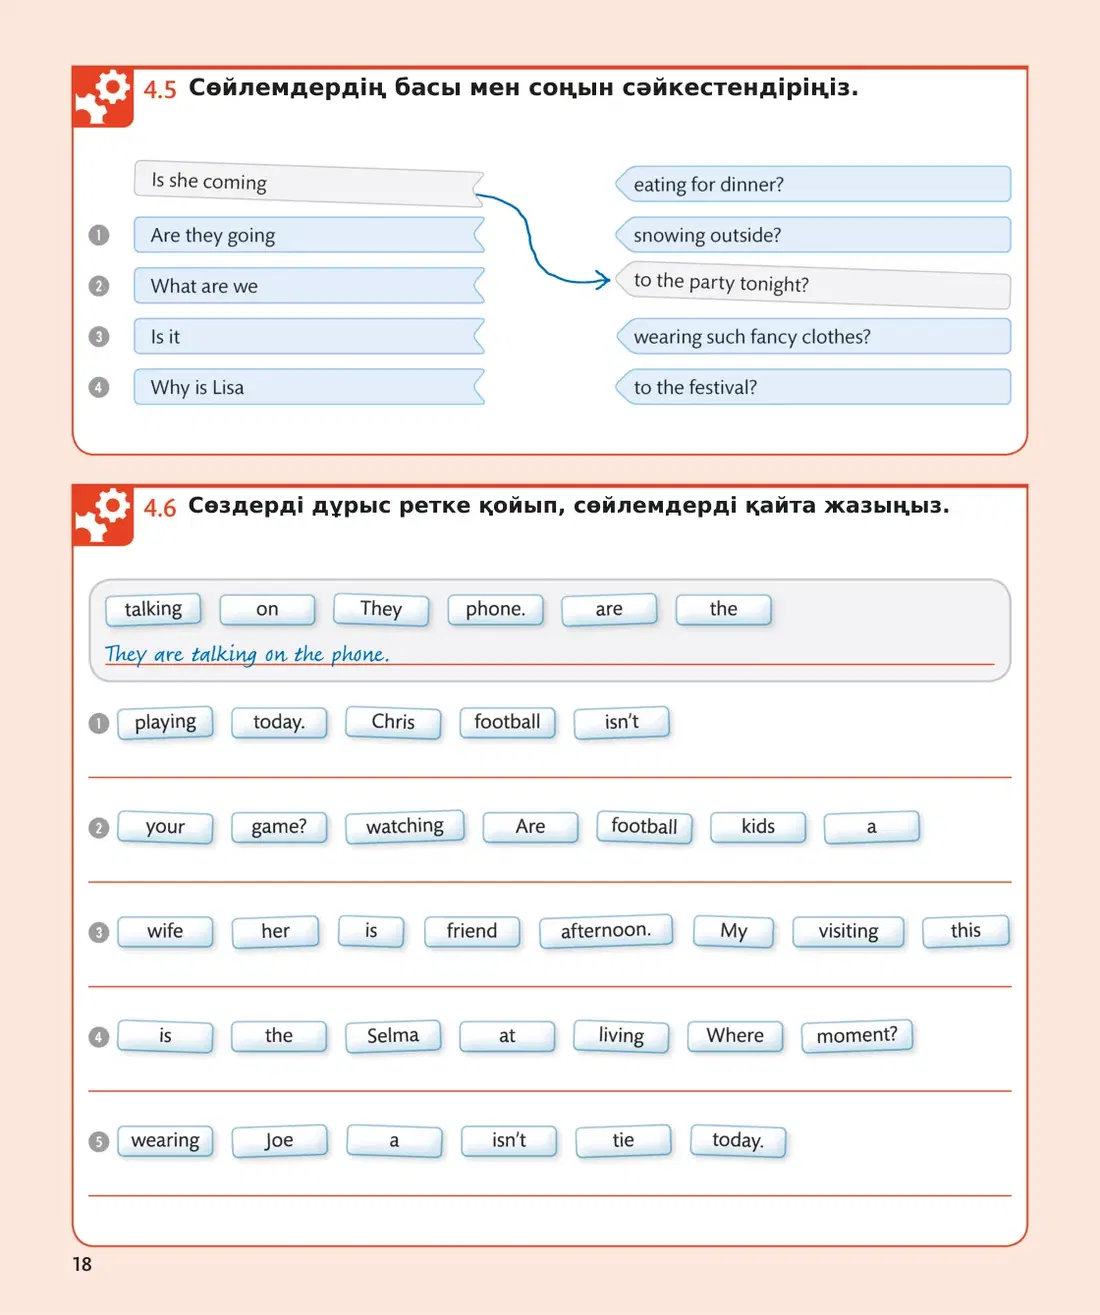 4.5 Сөйлемдердің басы мен соңын сәйкестендіріңіз.
Is she coming
eating for dinner?
1 Are they going
snowing outside?
2 What are we
to the party tonight?
3 Is it
wearing such fancy clothes?
4 Why is Lisa
to the festival?
4.6 Сөздерді дұрыс ретке қойып, сөйлемдерді қайта жазыңыз.
talking on They phone. are the
They are talking on the phone.
1 playing today. Chris football isn't
2 your game? watching Are football kids a
3 wife her is friend afternoon. My visiting this
4 is the Selma at living Where moment?
5 wearing Joe a isn't tie today.
18